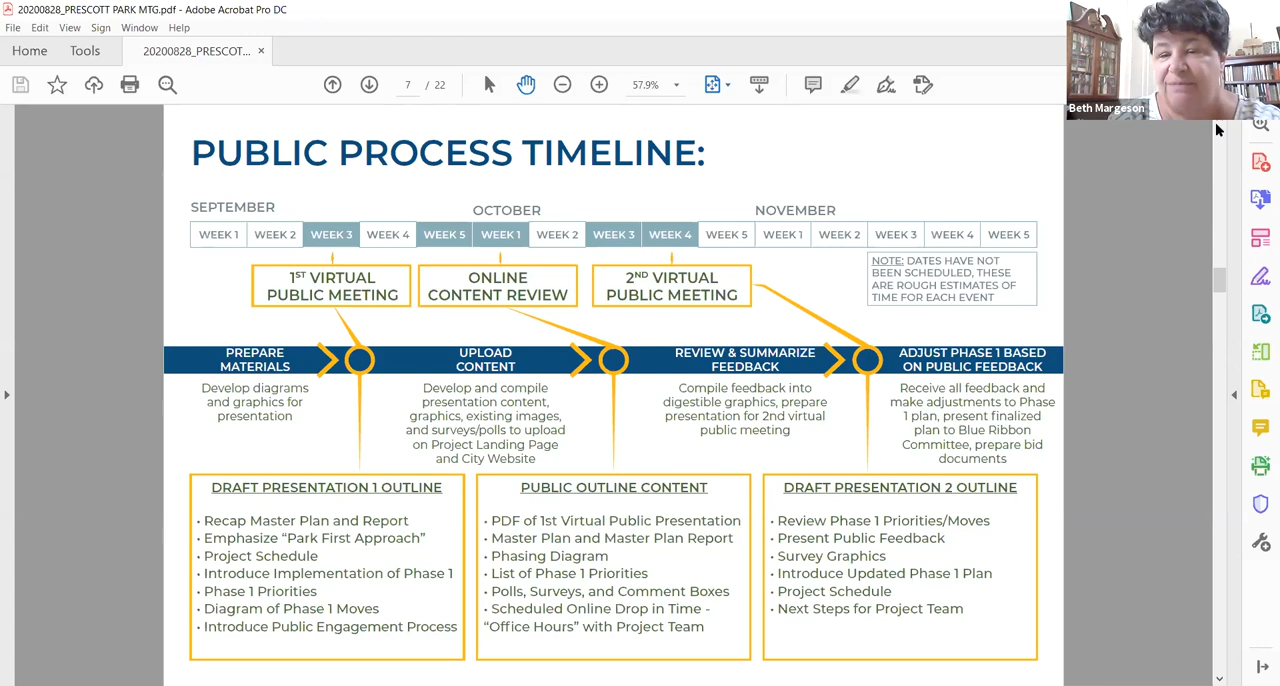 20200828_PRESCOTT PARK MTG.pdf - Adobe Acrobat Pro DC
File Edit View Sign Window Help
Home Tools 20200828_PRESCOTT... ×
7 / 22 57.9%
Beth Margeson
PUBLIC PROCESS TIMELINE:
SEPTEMBER OCTOBER NOVEMBER
WEEK 1 WEEK 2 WEEK 3 WEEK 4 WEEK 5 WEEK 1 WEEK 2 WEEK 3 WEEK 4 WEEK 5 WEEK 1 WEEK 2 WEEK 3 WEEK 4 WEEK 5
1ST VIRTUAL
PUBLIC MEETING
ONLINE
CONTENT REVIEW
2ND VIRTUAL
PUBLIC MEETING
NOTE: DATES HAVE NOT
BEEN SCHEDULED, THESE
ARE ROUGH ESTIMATES OF
TIME FOR EACH EVENT
PREPARE
MATERIALS
Develop diagrams
and graphics for
presentation
UPLOAD
CONTENT
Develop and compile
presentation content,
graphics, existing images,
and surveys/polls to upload
on Project Landing Page
and City Website
REVIEW & SUMMARIZE
FEEDBACK
Compile feedback into
digestible graphics, prepare
presentation for 2nd virtual
public meeting
ADJUST PHASE 1 BASED
ON PUBLIC FEEDBACK
Receive all feedback and
make adjustments to Phase
1 plan, present finalized
plan to Blue Ribbon
Committee, prepare bid
documents
DRAFT PRESENTATION 1 OUTLINE
• Recap Master Plan and Report
• Emphasize “Park First Approach”
• Project Schedule
• Introduce Implementation of Phase 1
• Phase 1 Priorities
• Diagram of Phase 1 Moves
• Introduce Public Engagement Process
PUBLIC OUTLINE CONTENT
• PDF of 1st Virtual Public Presentation
• Master Plan and Master Plan Report
• Phasing Diagram
• List of Phase 1 Priorities
• Polls, Surveys, and Comment Boxes
• Scheduled Online Drop in Time -
“Office Hours” with Project Team
DRAFT PRESENTATION 2 OUTLINE
• Review Phase 1 Priorities/Moves
• Present Public Feedback
• Survey Graphics
• Introduce Updated Phase 1 Plan
• Project Schedule
• Next Steps for Project Team